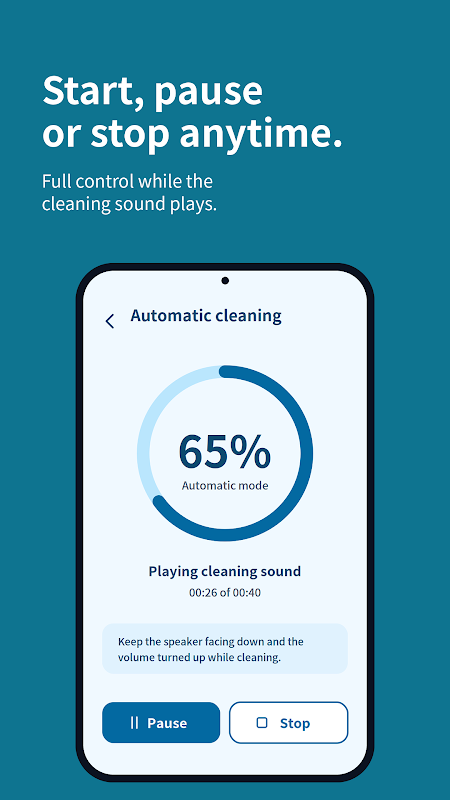 Start, pause
or stop anytime.
Full control while the
cleaning sound plays.
Automatic cleaning
65%
Automatic mode
Playing cleaning sound
00:26 of 00:40
Keep the speaker facing down and the
volume turned up while cleaning.
Pause
Stop